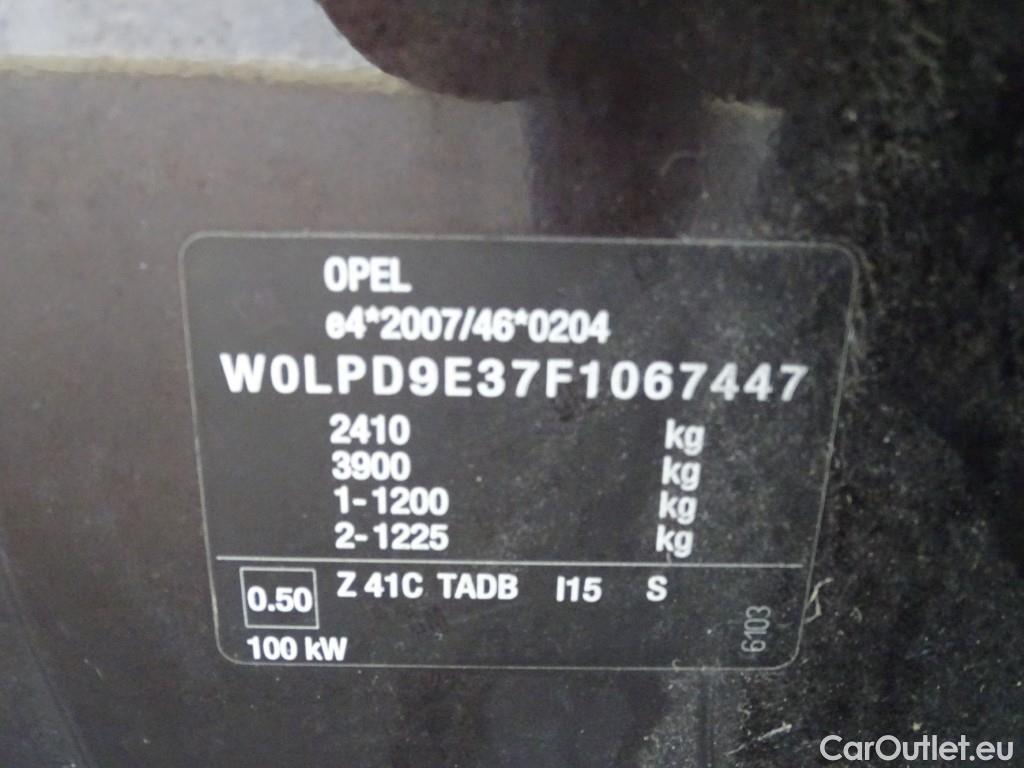 OPEL
e4*2007/46*0204
W0LPD9E37F1067447
2410 kg
3900 kg
1-1200 kg
2-1225 kg
0.50 Z 41C TADB I15 S
100 kW
6103
CarOutlet.eu